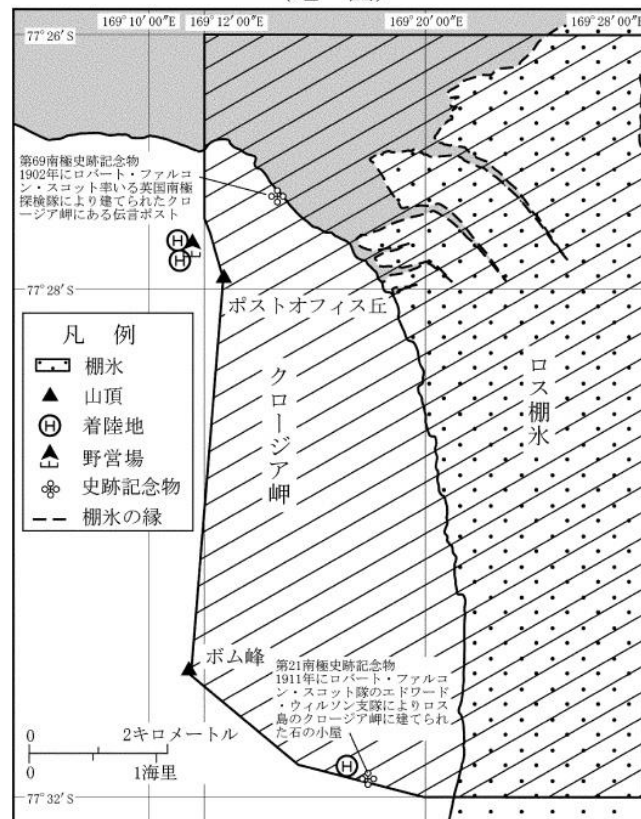 169°10′00″E
169°12′00″E
169°20′00″E
169°28′00″E
77°26′S
第69南極史跡記念物
1902年にロバート・ファルコ
ン・スコット率いる英国南極
探検隊により建てられたクロ
ージア岬にある伝言ポスト
77°28′S
ポストオフィス丘
凡 例
棚氷
山頂
着陸地
野営場
史跡記念物
棚氷の縁
クロージア岬
ロス棚氷
ボム峰
第21南極史跡記念物
1911年にロバート・ファルコ
ン・スコット隊のエドワード
・ウィルソン支隊によりロス
島のクロージア岬に建てられ
た石の小屋
0 2キロメートル
0 1海里
77°32′S